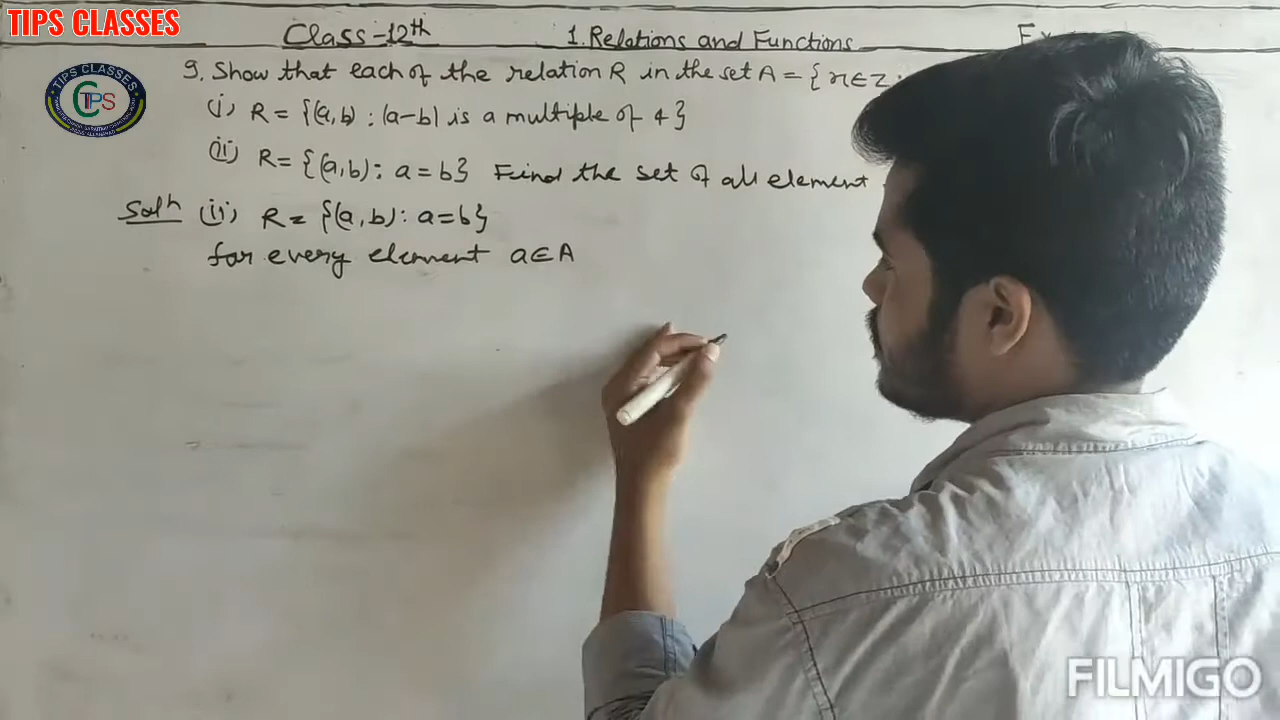 TIPS CLASSES
Class-12th 1. Relations and Functions Ex
9. Show that each of the relation R in the set A = { x∈Z :
(i) R = {(a, b) : |a-b| is a multiple of 4}
(ii) R = {(a, b) : a = b} Find the set of all element
TIPS CLASSES
TIPS
Solⁿ (ii) R = {(a, b) : a = b}
for every element a∈A
FILMIGO